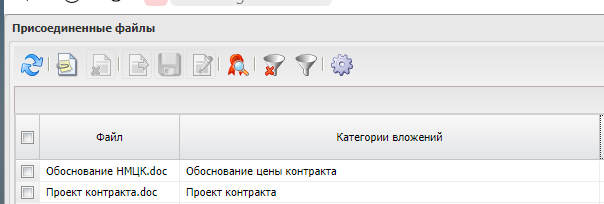 Присоединенные файлы
Файл Категории вложений
Обоснование НМЦК.doc Обоснование цены контракта
Проект контракта.doc Проект контракта